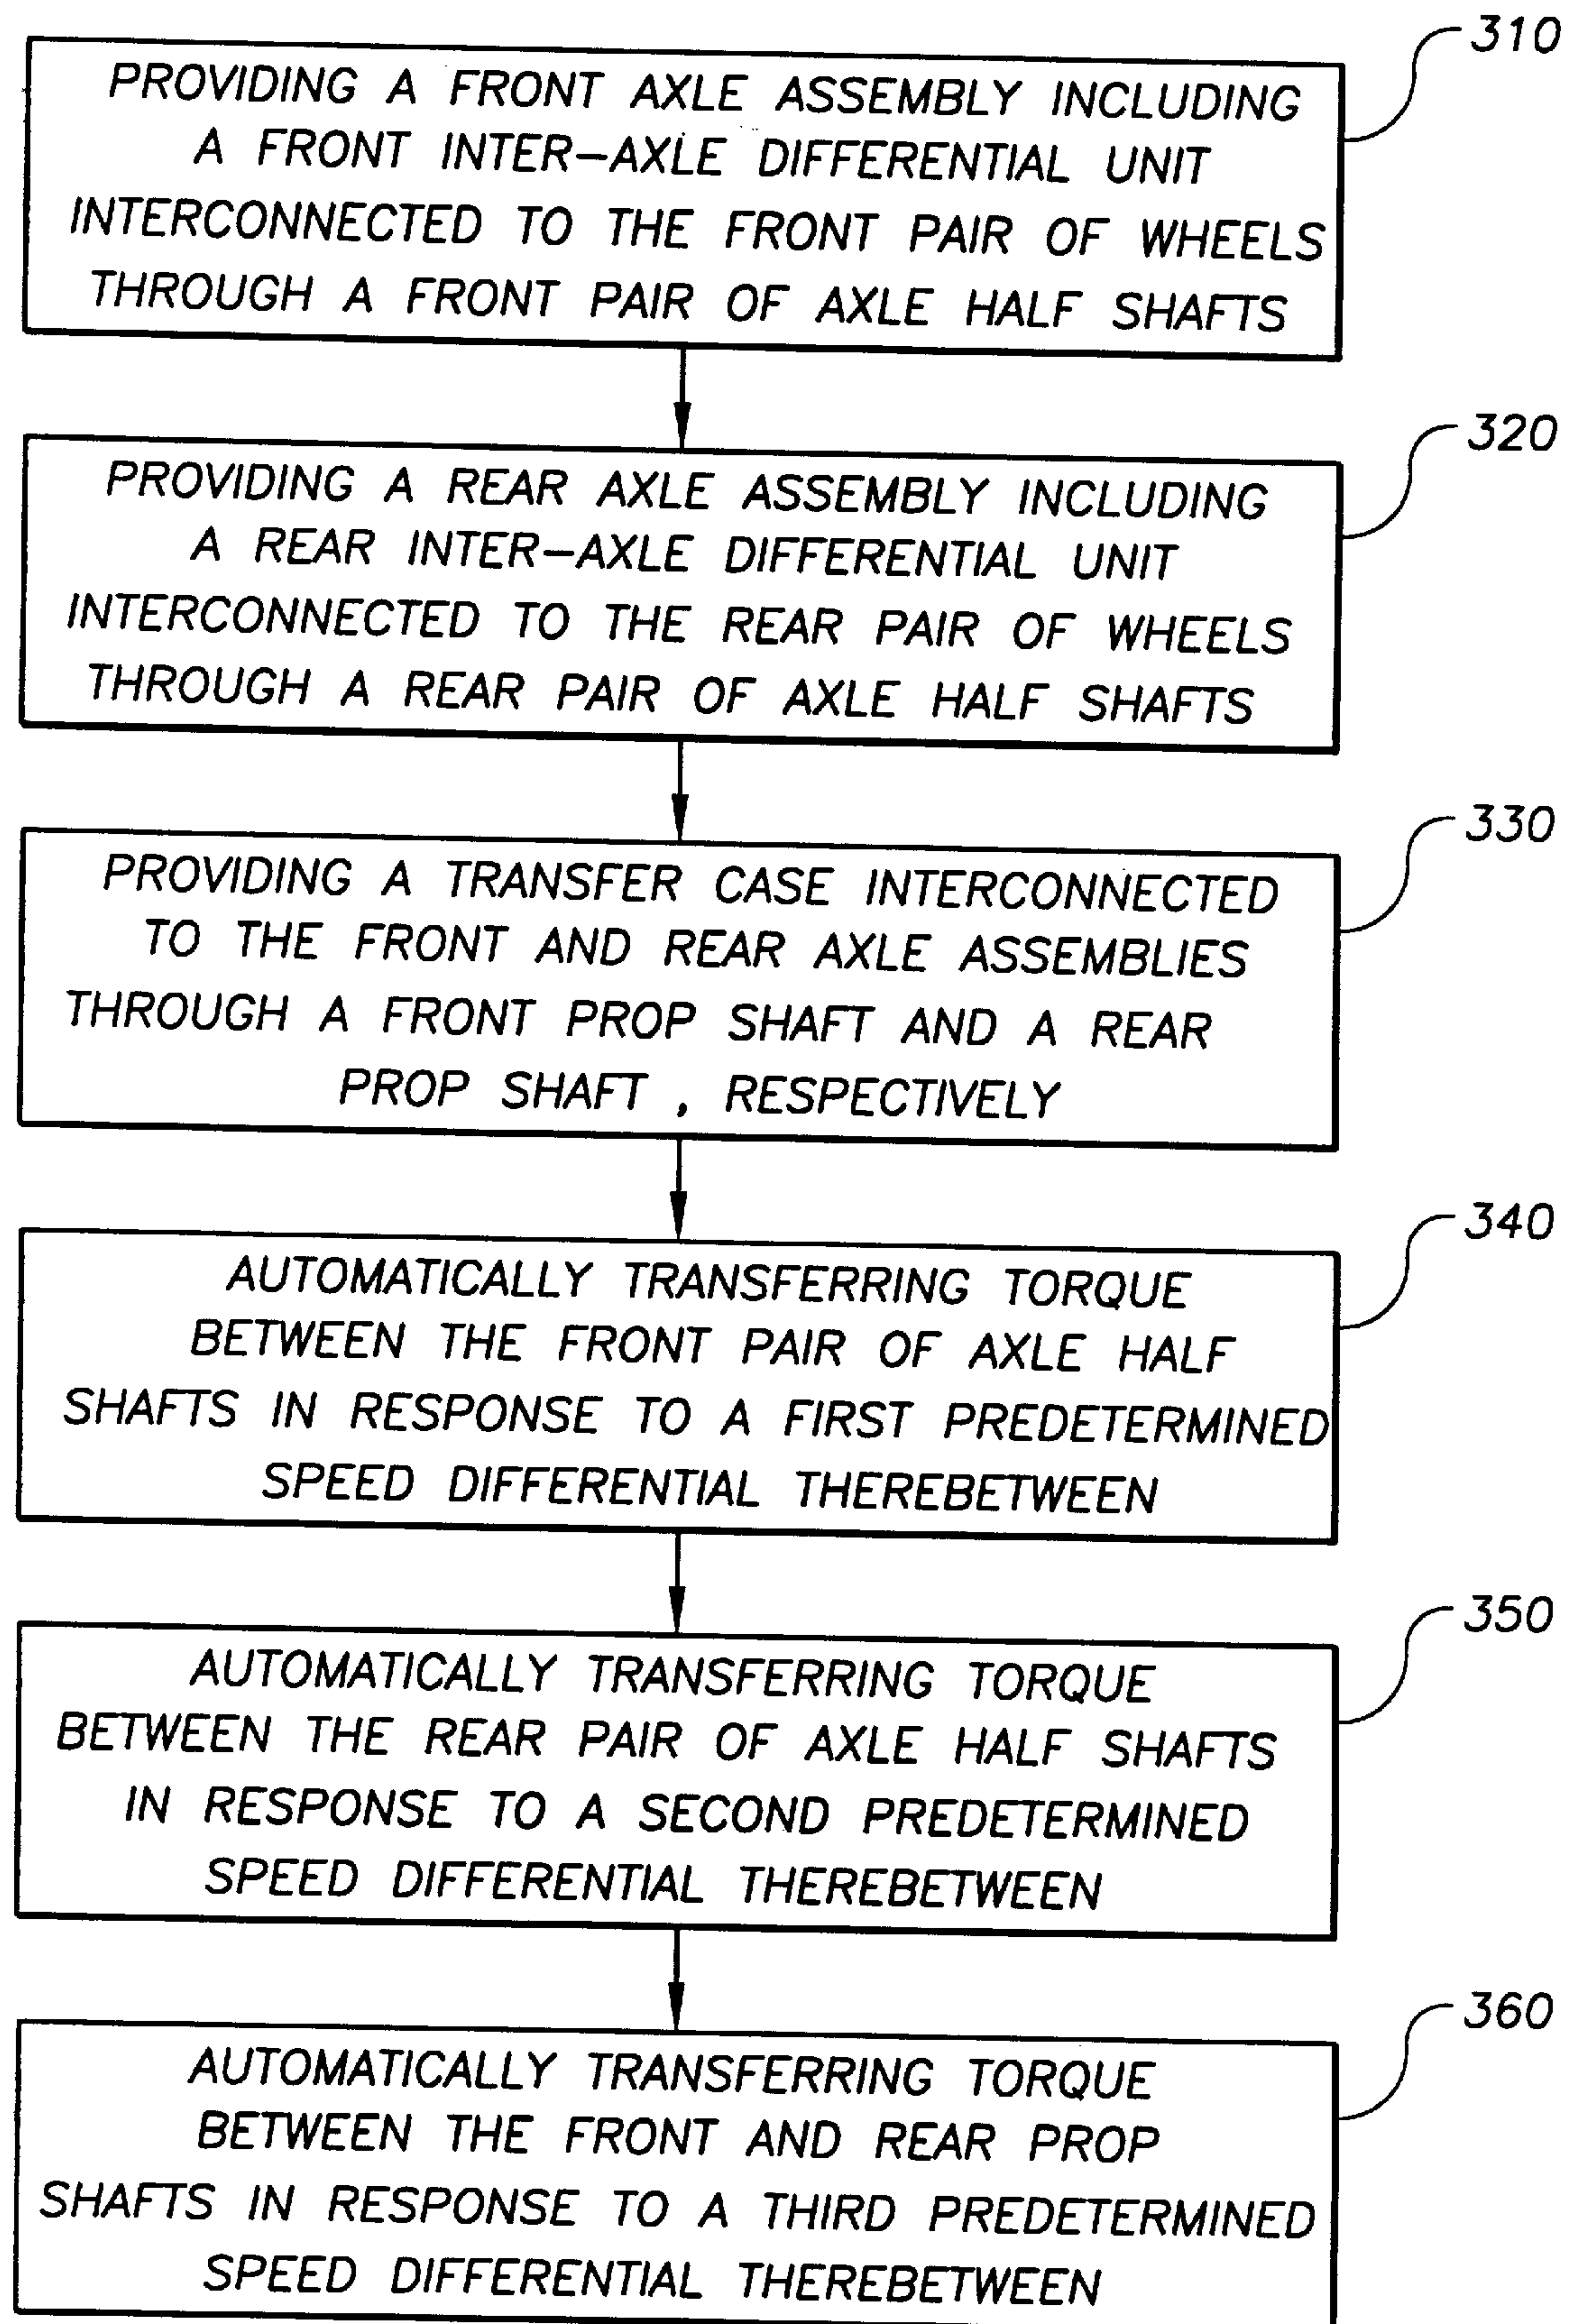 310
PROVIDING A FRONT AXLE ASSEMBLY INCLUDING
A FRONT INTER-AXLE DIFFERENTIAL UNIT
INTERCONNECTED TO THE FRONT PAIR OF WHEELS
THROUGH A FRONT PAIR OF AXLE HALF SHAFTS
320
PROVIDING A REAR AXLE ASSEMBLY INCLUDING
A REAR INTER-AXLE DIFFERENTIAL UNIT
INTERCONNECTED TO THE REAR PAIR OF WHEELS
THROUGH A REAR PAIR OF AXLE HALF SHAFTS
330
PROVIDING A TRANSFER CASE INTERCONNECTED
TO THE FRONT AND REAR AXLE ASSEMBLIES
THROUGH A FRONT PROP SHAFT AND A REAR
PROP SHAFT , RESPECTIVELY
340
AUTOMATICALLY TRANSFERRING TORQUE
BETWEEN THE FRONT PAIR OF AXLE HALF
SHAFTS IN RESPONSE TO A FIRST PREDETERMINED
SPEED DIFFERENTIAL THEREBETWEEN
350
AUTOMATICALLY TRANSFERRING TORQUE
BETWEEN THE REAR PAIR OF AXLE HALF SHAFTS
IN RESPONSE TO A SECOND PREDETERMINED
SPEED DIFFERENTIAL THEREBETWEEN
360
AUTOMATICALLY TRANSFERRING TORQUE
BETWEEN THE FRONT AND REAR PROP
SHAFTS IN RESPONSE TO A THIRD PREDETERMINED
SPEED DIFFERENTIAL THEREBETWEEN